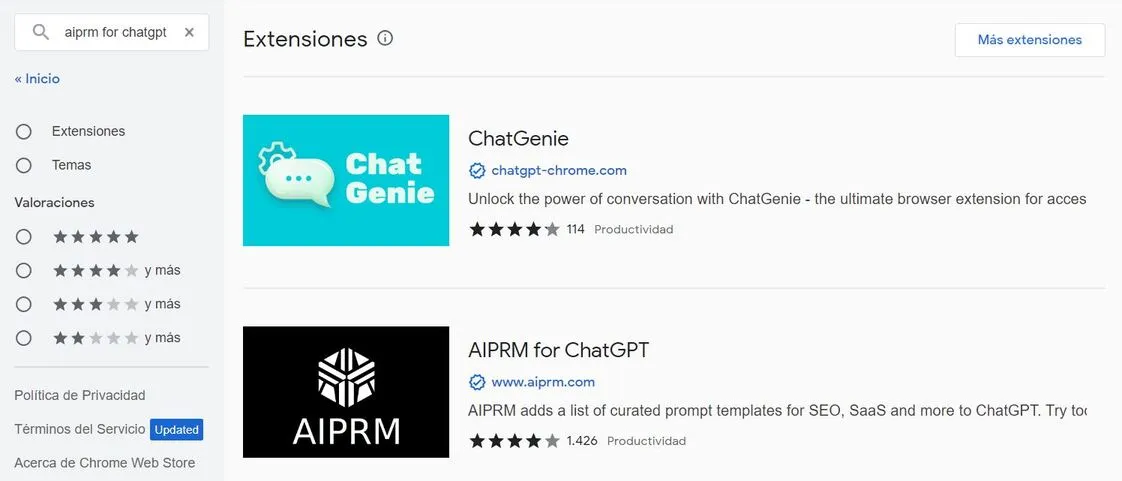 aiprm for chatgpt
« Inicio
Extensiones
Temas
Valoraciones
y más
y más
y más
Política de Privacidad
Términos del Servicio Updated
Acerca de Chrome Web Store
Extensiones
Más extensiones
Chat
Genie
ChatGenie
chatgpt-chrome.com
Unlock the power of conversation with ChatGenie - the ultimate browser extension for acces
114 Productividad
AIPRM
AIPRM for ChatGPT
www.aiprm.com
AIPRM adds a list of curated prompt templates for SEO, SaaS and more to ChatGPT. Try
1.426 Productividad